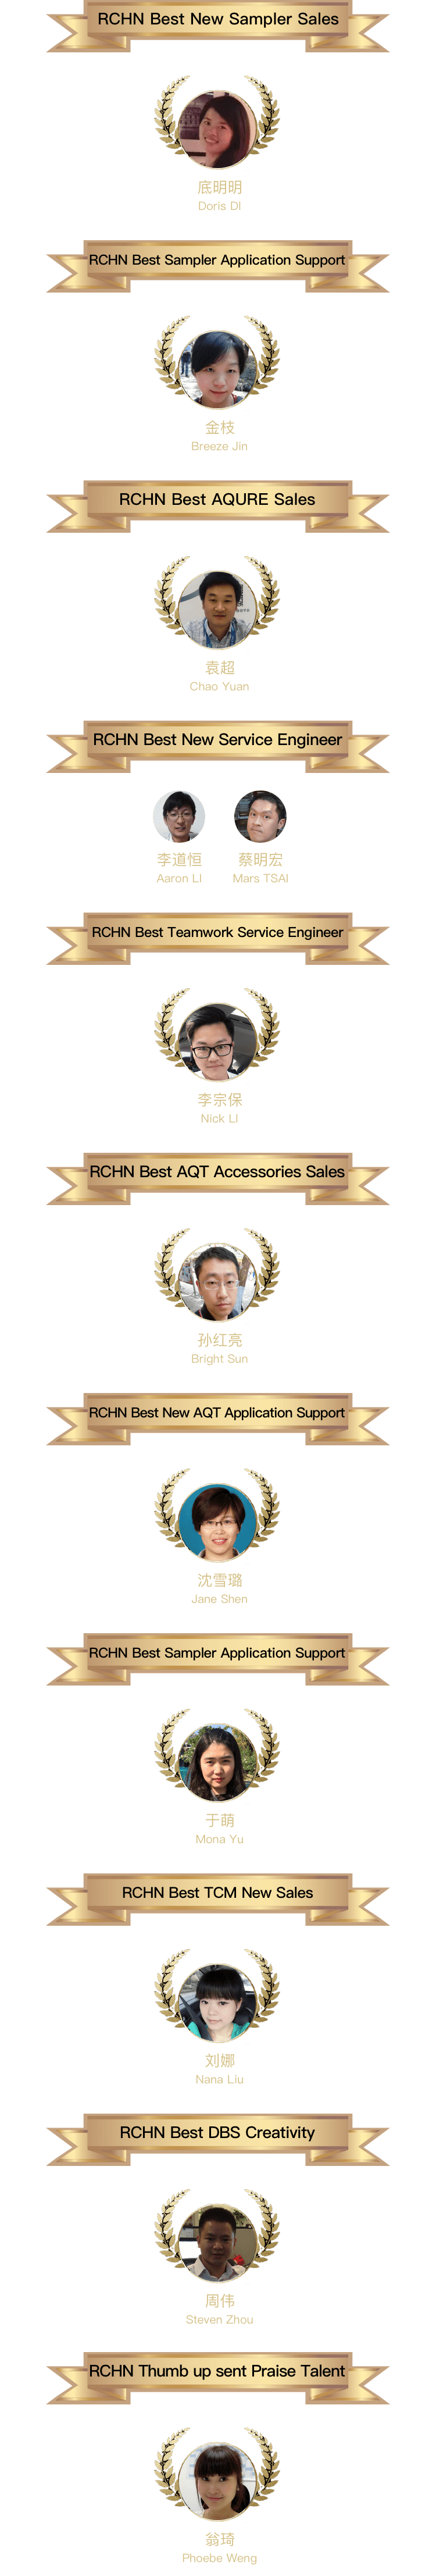 RCHN Best New Sampler Sales
底明明
Doris DI
RCHN Best Sampler Application Support
金枝
Breeze Jin
RCHN Best AQURE Sales
袁超
Chao Yuan
RCHN Best New Service Engineer
李道恒 蔡明宏
Aaron LI Mars TSAI
RCHN Best Teamwork Service Engineer
李宗保
Nick LI
RCHN Best AQT Accessories Sales
孙红亮
Bright Sun
RCHN Best New AQT Application Support
沈雪璐
Jane Shen
RCHN Best Sampler Application Support
于萌
Mona Yu
RCHN Best TCM New Sales
刘娜
Nana Liu
RCHN Best DBS Creativity
周伟
Steven Zhou
RCHN Thumb up sent Praise Talent
翁琦
Phoebe Weng